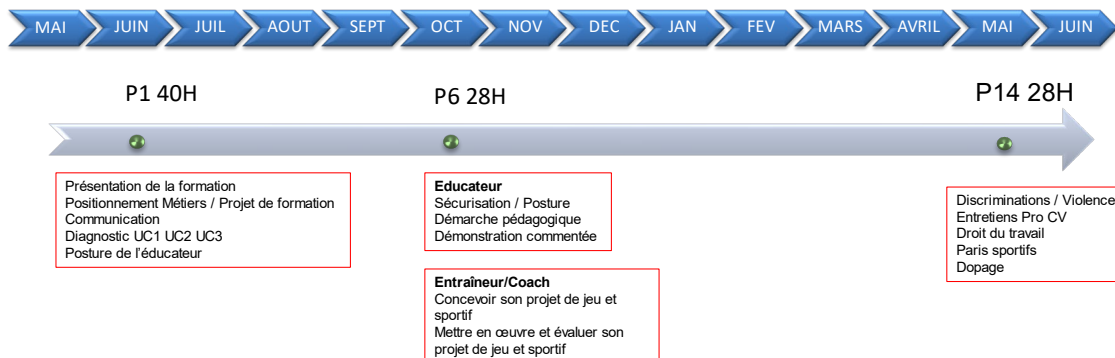 MAI JUIN JUIL AOUT SEPT OCT NOV DEC JAN FEV MARS AVRIL MAI JUIN
P1 40H
P6 28H
P14 28H
Présentation de la formation
Positionnement Métiers / Projet de formation
Communication
Diagnostic UC1 UC2 UC3
Posture de l'éducateur
Educateur
Sécurisation / Posture
Démarche pédagogique
Démonstration commentée
Entraîneur/Coach
Concevoir son projet de jeu et
sportif
Mettre en œuvre et évaluer son
projet de jeu et sportif
Discriminations / Violence
Entretiens Pro CV
Droit du travail
Paris sportifs
Dopage